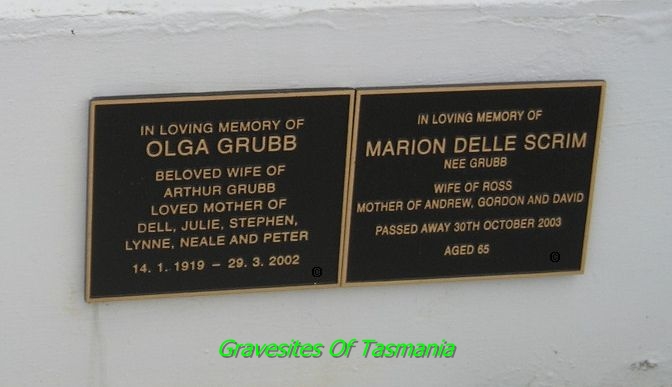 IN LOVING MEMORY OF
OLGA GRUBB
BELOVED WIFE OF
ARTHUR GRUBB
LOVED MOTHER OF
DELL, JULIE, STEPHEN,
LYNNE, NEALE AND PETER
14. 1. 1919 – 29. 3. 2002
©
IN LOVING MEMORY OF
MARION DELLE SCRIM
NEE GRUBB
WIFE OF ROSS
MOTHER OF ANDREW, GORDON AND DAVID
PASSED AWAY 30TH OCTOBER 2003
AGED 65
©
Gravesites Of Tasmania